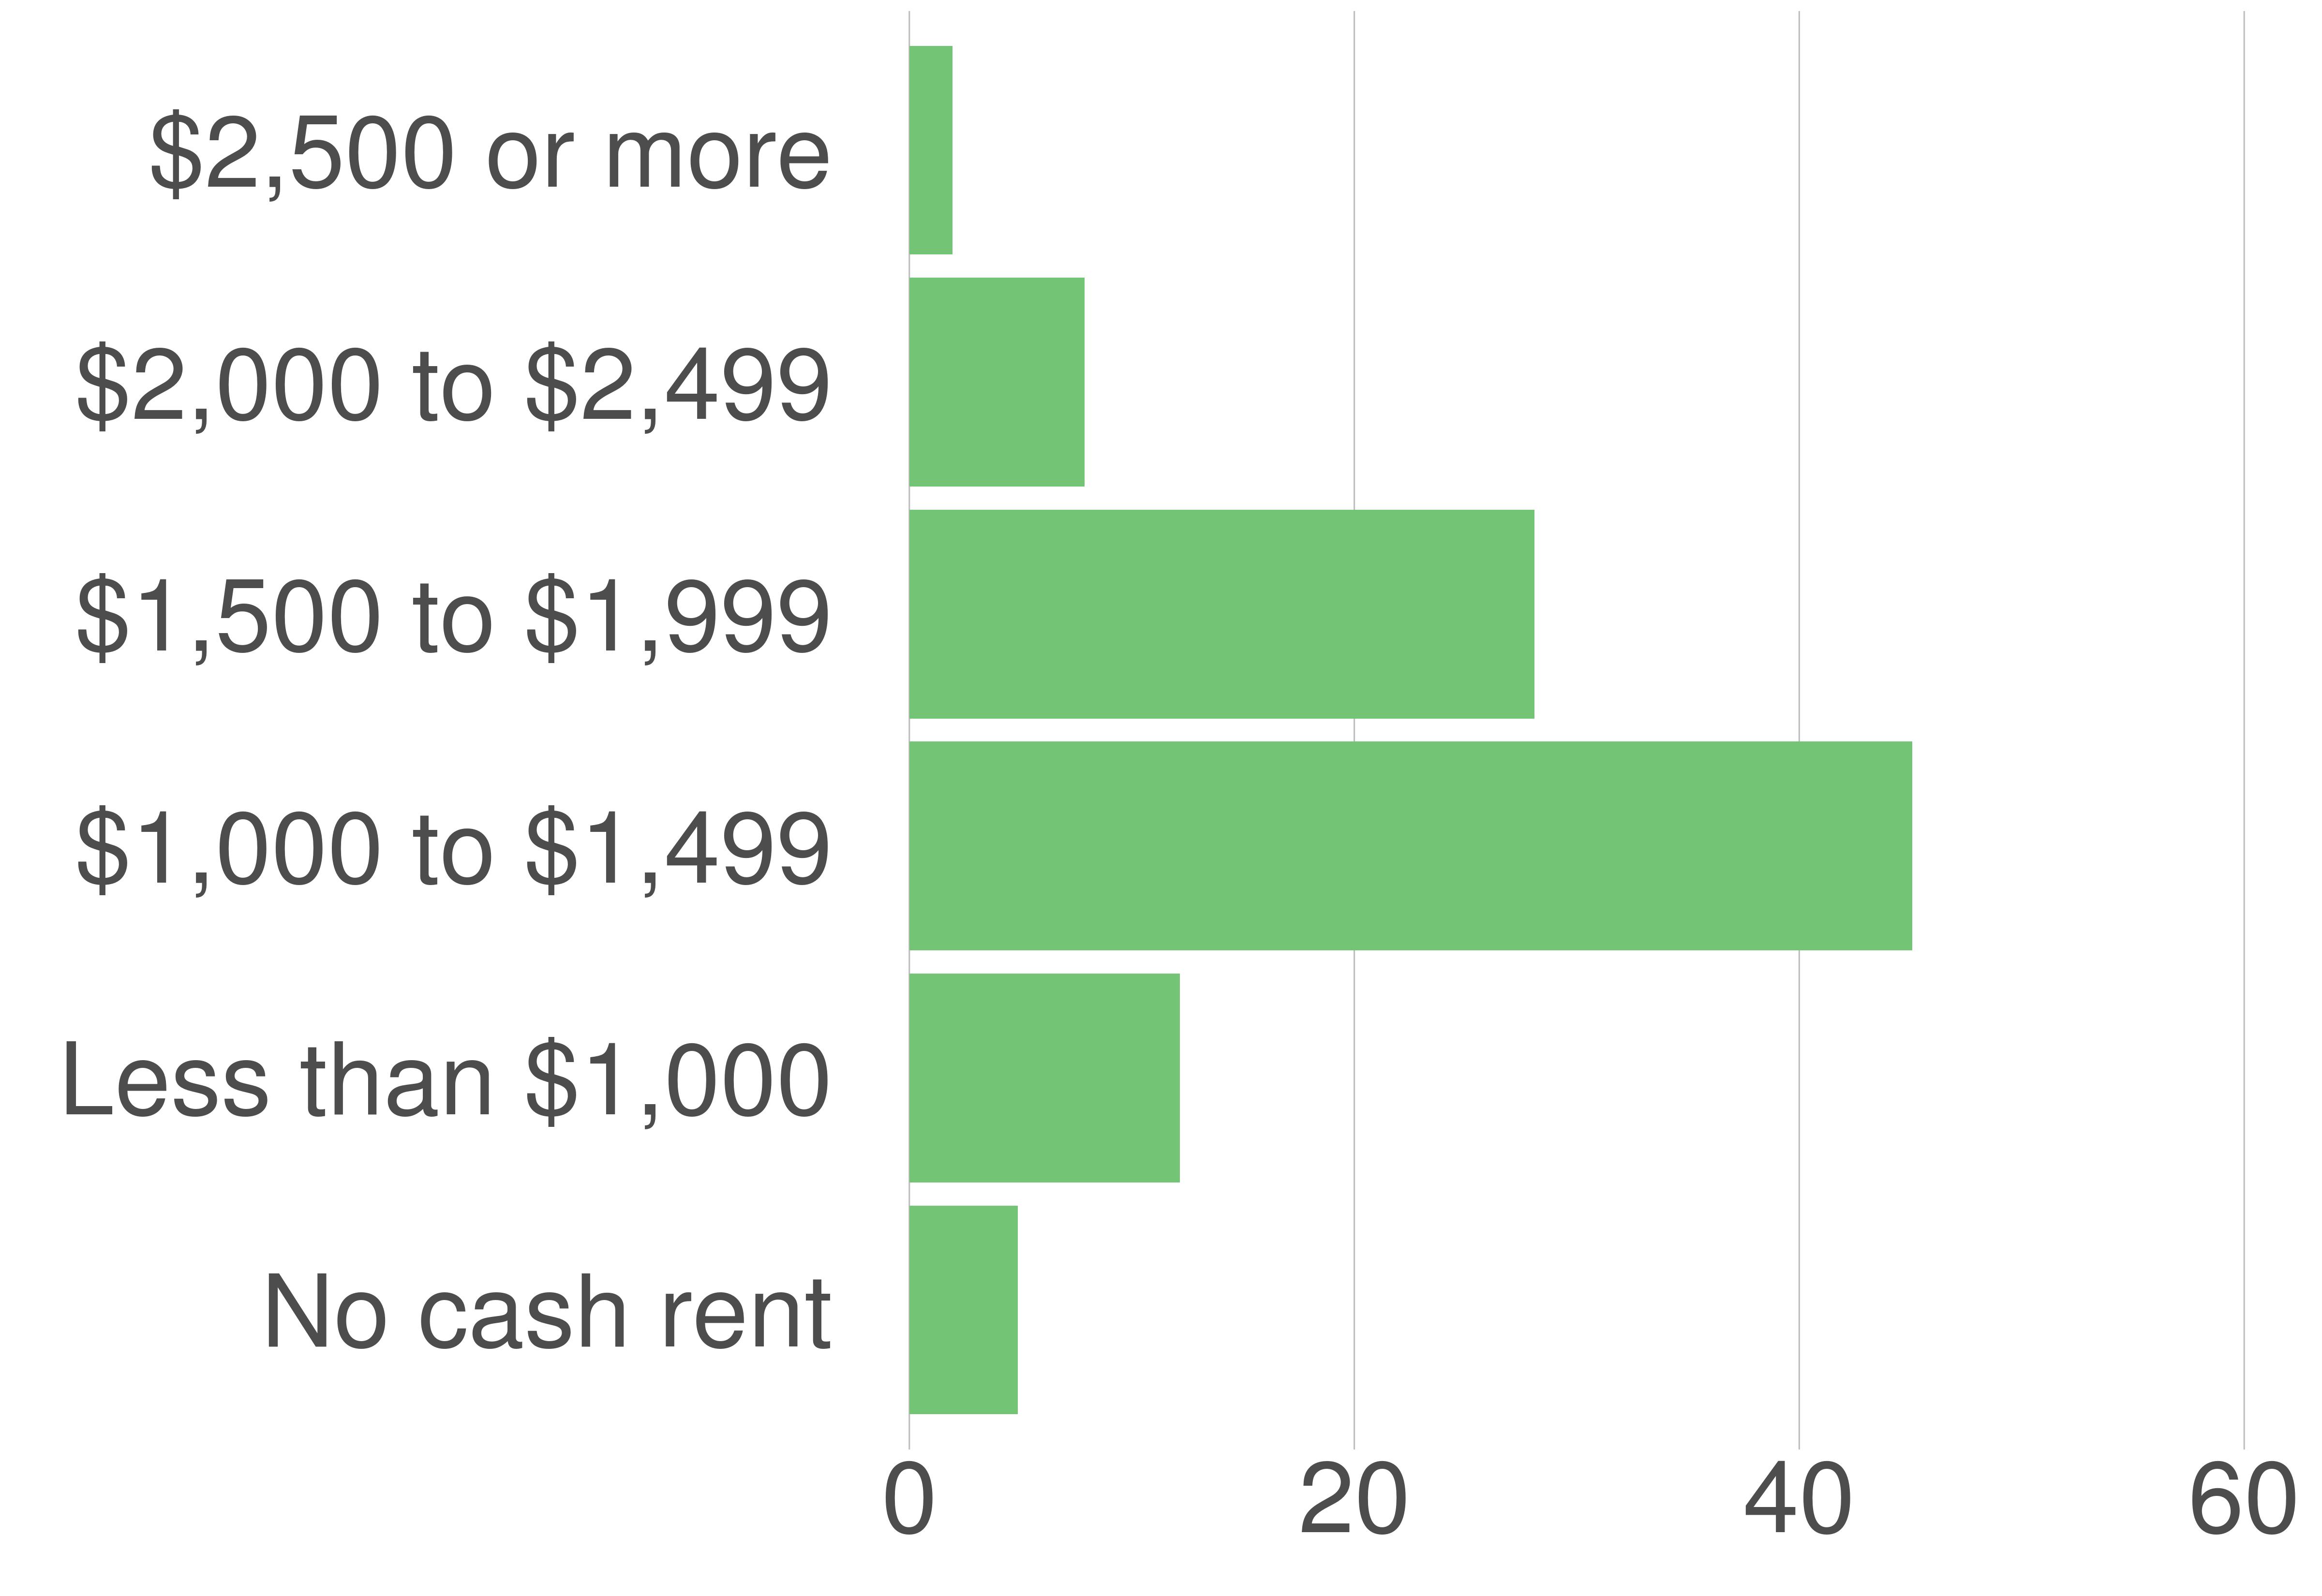 $2,500 or more
$2,000 to $2,499
$1,500 to $1,999
$1,000 to $1,499
Less than $1,000
No cash rent
0 20 40 60